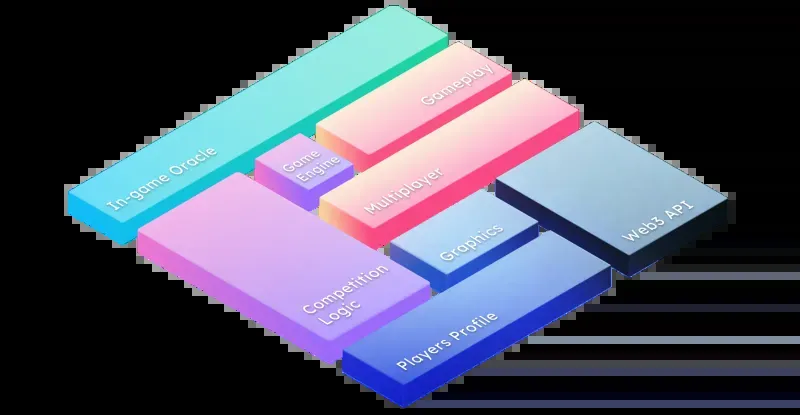 Gameplay
In-game Oracle
Game
Engine
Multiplayer
Web3 API
Graphics
Competition
Logic
Players Profile